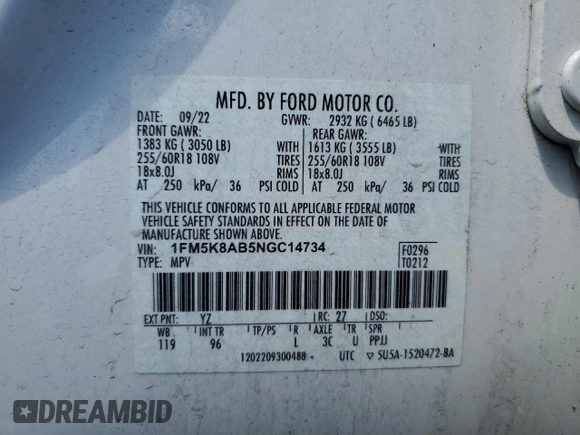 MFD. BY FORD MOTOR CO.
DATE: 09/22 GVWR: 2932 KG ( 6465 LB)
FRONT GAWR: REAR GAWR:
1383 KG ( 3050 LB) WITH 1613 KG ( 3555 LB) WITH
255/60R18 108V TIRES 255/60R18 108V TIRES
18x8.0J RIMS 18x8.0J RIMS
AT 250 kPa/ 36 PSI COLD AT 250 kPa/ 36 PSI COLD
THIS VEHICLE CONFORMS TO ALL APPLICABLE FEDERAL MOTOR
VEHICLE SAFETY STANDARDS IN EFFECT ON THE DATE OF
MANUFACTURE SHOWN ABOVE.
VIN: 1FM5K8AB5NGC14734 F0296
TYPE: MPV T0212
EXT PNT: YZ RC: 27 DSO:
WB INT TR TP/PS R AXLE TR SPR
119 96 L 3C U PPJJ
1202209300488 UTC ▽ 5USA-1520472-BA
DREAMBID